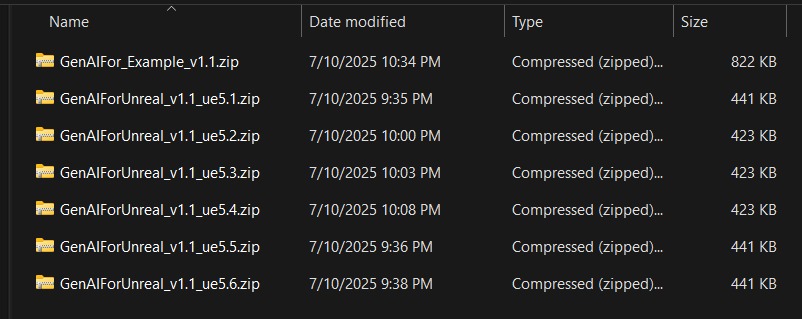 Name Date modified Type Size
GenAIFor_Example_v1.1.zip 7/10/2025 10:34 PM Compressed (zipped)... 822 KB
GenAIForUnreal_v1.1_ue5.1.zip 7/10/2025 9:35 PM Compressed (zipped)... 441 KB
GenAIForUnreal_v1.1_ue5.2.zip 7/10/2025 10:00 PM Compressed (zipped)... 423 KB
GenAIForUnreal_v1.1_ue5.3.zip 7/10/2025 10:03 PM Compressed (zipped)... 423 KB
GenAIForUnreal_v1.1_ue5.4.zip 7/10/2025 10:08 PM Compressed (zipped)... 423 KB
GenAIForUnreal_v1.1_ue5.5.zip 7/10/2025 9:36 PM Compressed (zipped)... 441 KB
GenAIForUnreal_v1.1_ue5.6.zip 7/10/2025 9:38 PM Compressed (zipped)... 441 KB